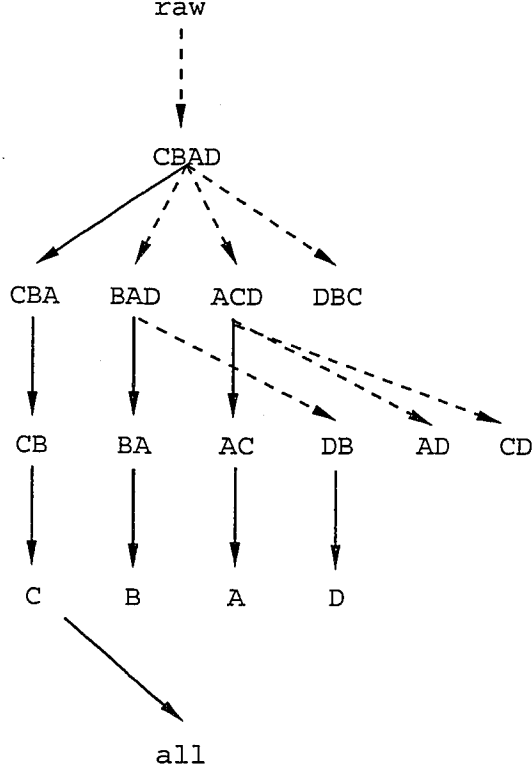 raw
CBAD
CBA BAD ACD DBC
CB BA AC DB AD CD
C B A D
all